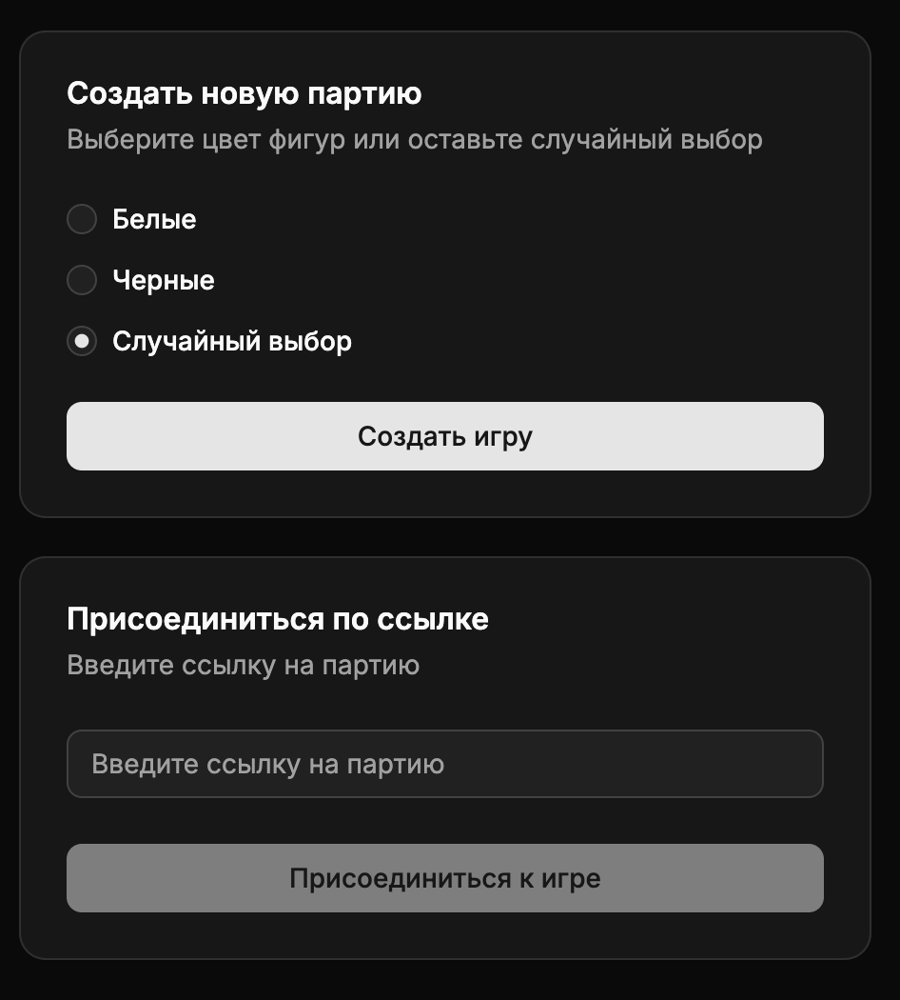 Создать новую партию
Выберите цвет фигур или оставьте случайный выбор
Белые
Черные
Случайный выбор
Создать игру
Присоединиться по ссылке
Введите ссылку на партию
Введите ссылку на партию
Присоединиться к игре